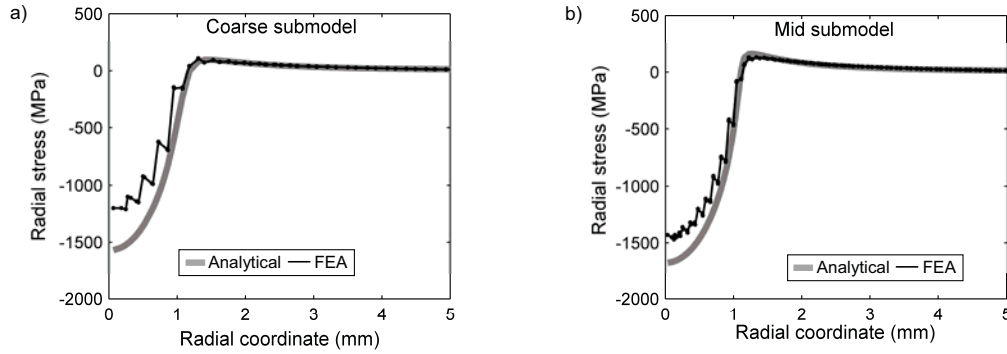 a)
Coarse submodel
500
0
-500
-1000
-1500
-2000
Radial stress (MPa)
Analytical FEA
0 1 2 3 4 5
Radial coordinate (mm)
b)
Mid submodel
500
0
-500
-1000
-1500
-2000
Radial stress (MPa)
Analytical FEA
0 1 2 3 4 5
Radial coordinate (mm)